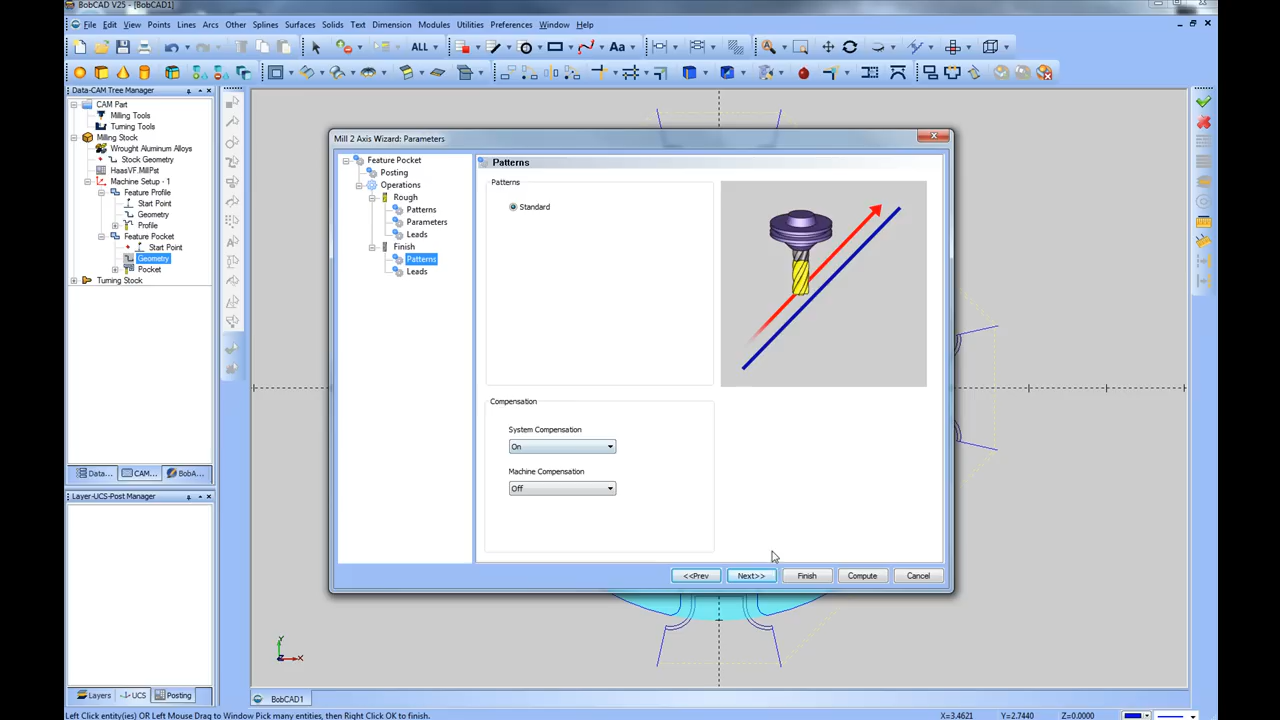 BobCAD V25 - [BobCAD1]
File Edit View Points Lines Arcs Other Splines Surfaces Solids Text Dimension Modules Utilities Preferences Window Help
ALL Aa
Data-CAM Tree Manager
CAM Part
Milling Tools
Turning Tools
Milling Stock
Wrought Aluminum Alloys
Stock Geometry
HaasVF.MillPst
Machine Setup - 1
Feature Profile
Start Point
Geometry
Profile
Feature Pocket
Start Point
Geometry
Pocket
Turning Stock
Data... CAM... BobA...
Layer-UCS-Post Manager
Layers UCS Posting
Mill 2 Axis Wizard: Parameters
Feature Pocket
Posting
Operations
Rough
Patterns
Parameters
Leads
Finish
Patterns
Leads
Patterns
Patterns
Standard
Compensation
System Compensation
On
Machine Compensation
Off
<<Prev Next>> Finish Compute Cancel
Y
X
BobCAD1
Left Click entity(ies) OR Left Mouse Drag to Window Pick many entities, then Right Click OK to finish.
X=3.4621 Y=2.7440 Z=0.0000